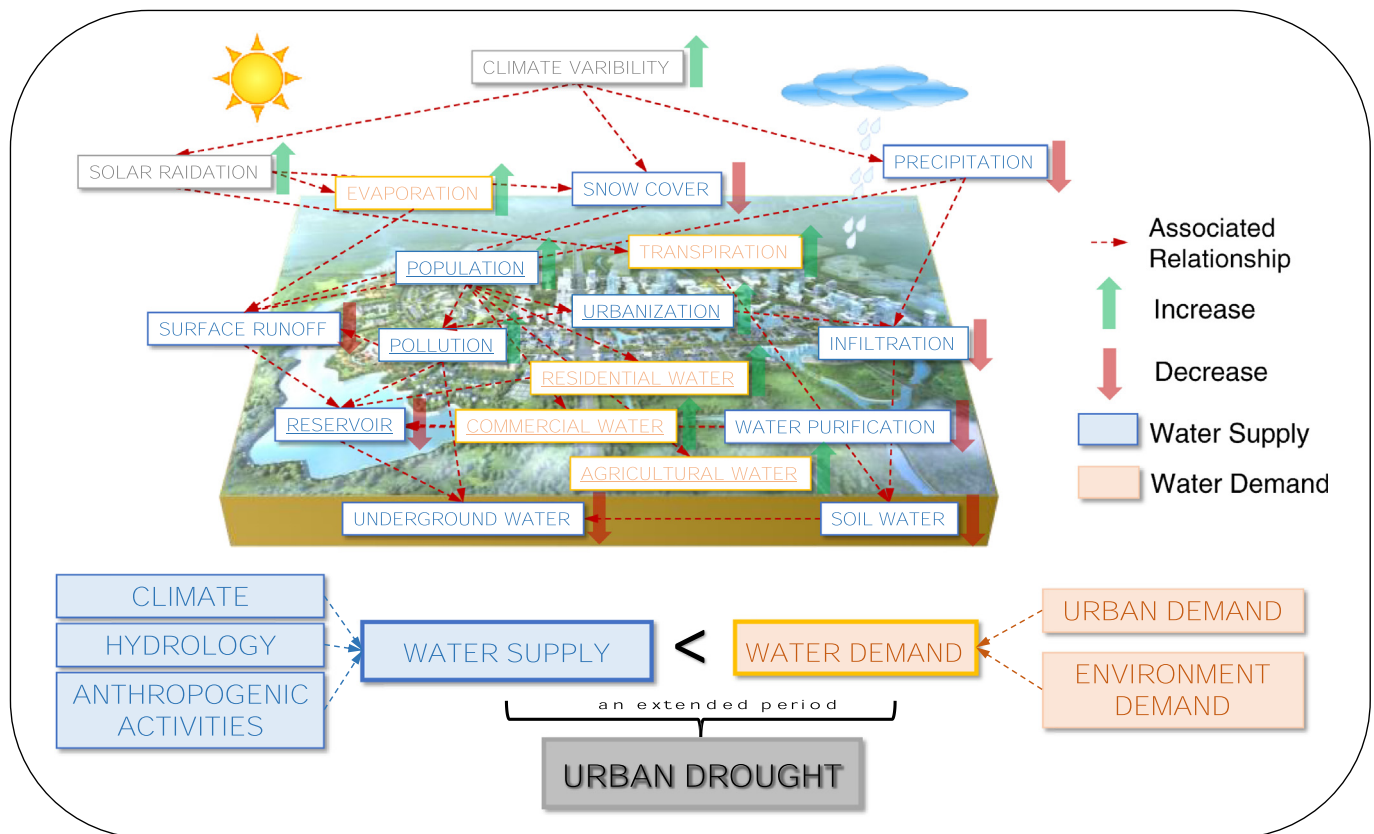 CLIMATE VARIBILITY
SOLAR RAIDATION
EVAPORATION
SNOW COVER
PRECIPITATION
POPULATION
TRANSPIRATION
URBANIZATION
SURFACE RUNOFF
POLLUTION
INFILTRATION
RESIDENTIAL WATER
RESERVOIR
COMMERCIAL WATER
WATER PURIFICATION
AGRICULTURAL WATER
UNDERGROUND WATER
SOIL WATER
Associated
Relationship
Increase
Decrease
Water Supply
Water Demand
CLIMATE
HYDROLOGY
ANTHROPOGENIC
ACTIVITIES
WATER SUPPLY
<
WATER DEMAND
URBAN DEMAND
ENVIRONMENT
DEMAND
an extended period
URBAN DROUGHT